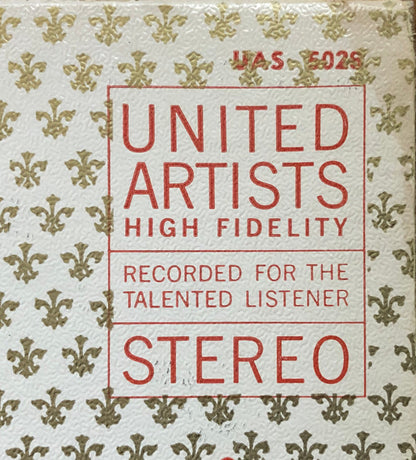 UAS 5028
UNITED
ARTISTS
HIGH FIDELITY
RECORDED FOR THE
TALENTED LISTENER
STEREO